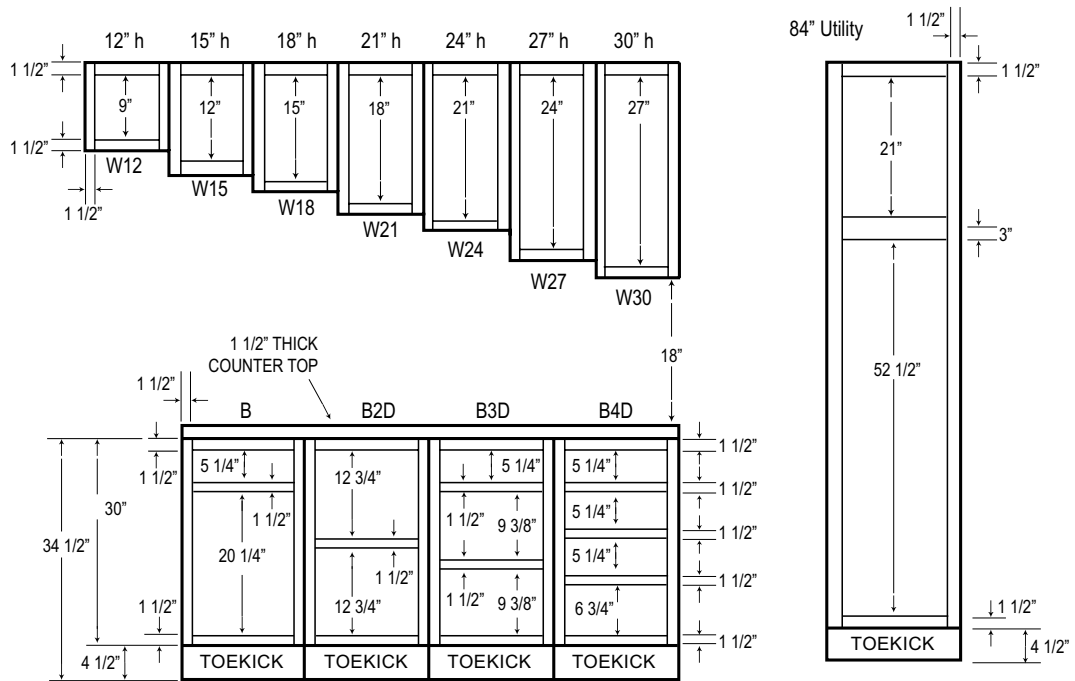 12” h 15” h 18” h 21” h 24” h 27” h 30” h
1 1/2”
9” 12” 15” 18” 21” 24” 27”
1 1/2”
1 1/2”
W12
W15
W18
W21
W24
W27
W30
18”
84” Utility
1 1/2”
1 1/2”
21”
3”
52 1/2”
1 1/2”
TOEKICK
4 1/2”
1 1/2” THICK
COUNTER TOP
1 1/2”
B B2D B3D B4D
34 1/2”
30”
1 1/2”
1 1/2”
4 1/2”
5 1/4”
1 1/2”
20 1/4”
12 3/4”
1 1/2”
12 3/4”
5 1/4”
1 1/2”
9 3/8”
1 1/2”
9 3/8”
5 1/4”
5 1/4”
5 1/4”
6 3/4”
1 1/2”
1 1/2”
1 1/2”
1 1/2”
1 1/2”
TOEKICK TOEKICK TOEKICK TOEKICK